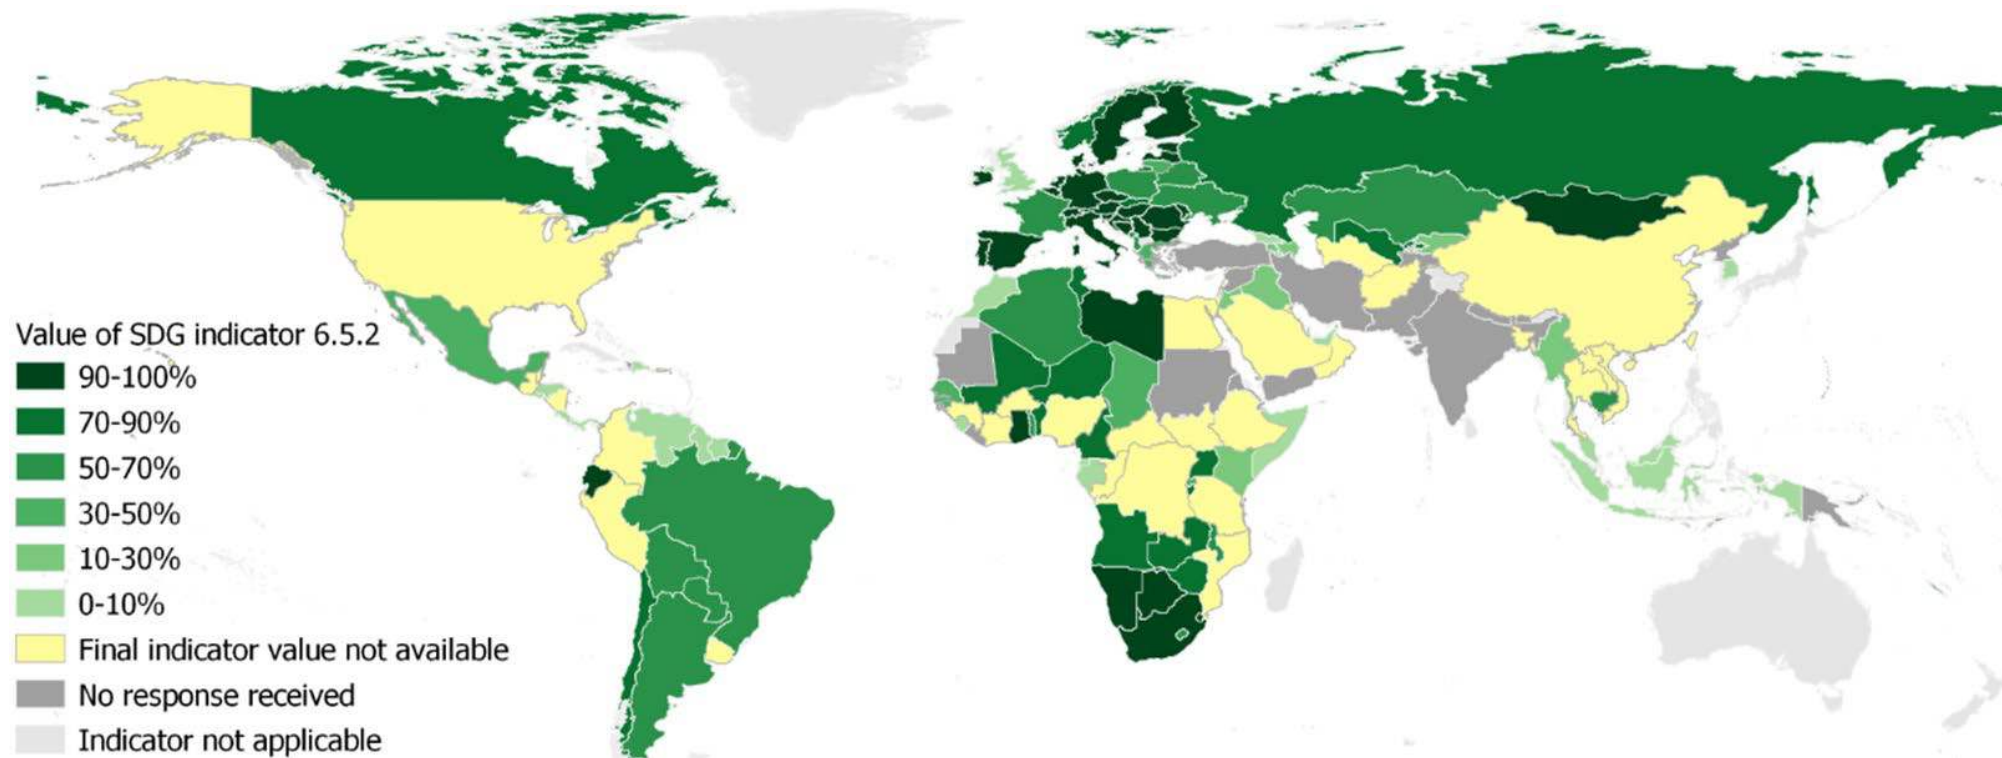 Value of SDG indicator 6.5.2
90-100%
70-90%
50-70%
30-50%
10-30%
0-10%
Final indicator value not available
No response received
Indicator not applicable